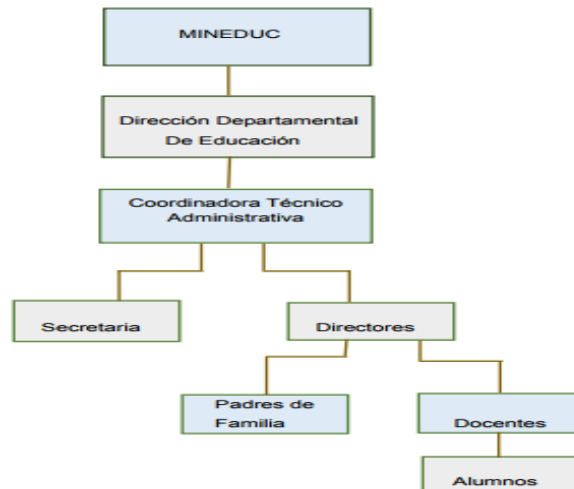 MINEDUC
Dirección Departamental
De Educación
Coordinadora Técnico
Administrativa
Secretaria
Directores
Padres de
Familia
Docentes
Alumnos